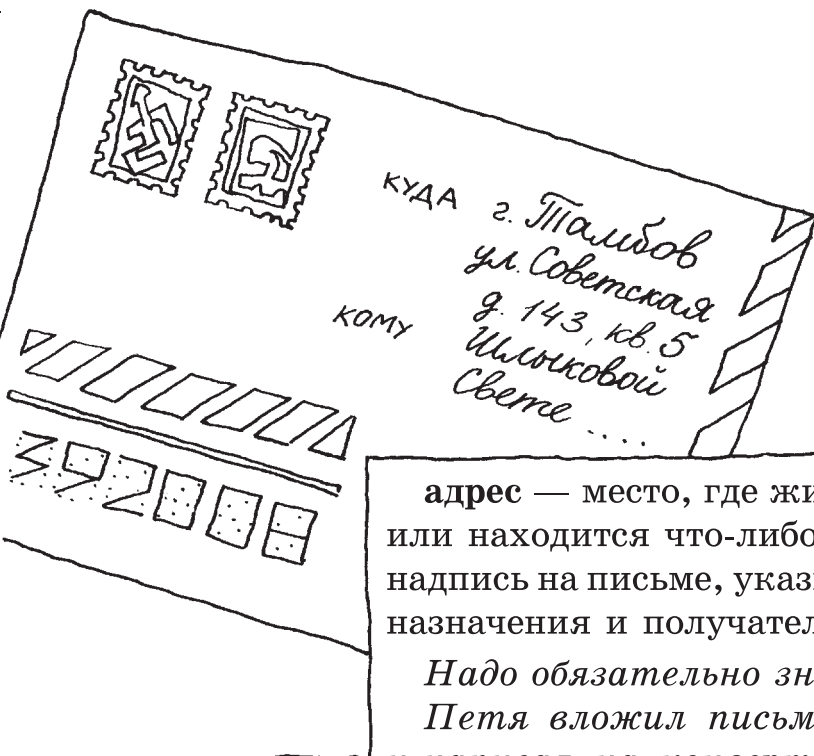 КУДА г. Тамбов
ул. Советская
д. 143, кв. 5
КОМУ Шлыковой
Свете ....
392008
адрес — место, где жи
или находится что-либо
надпись на письме, указ
назначения и получател
Надо обязательно зн
Петя вложил письм